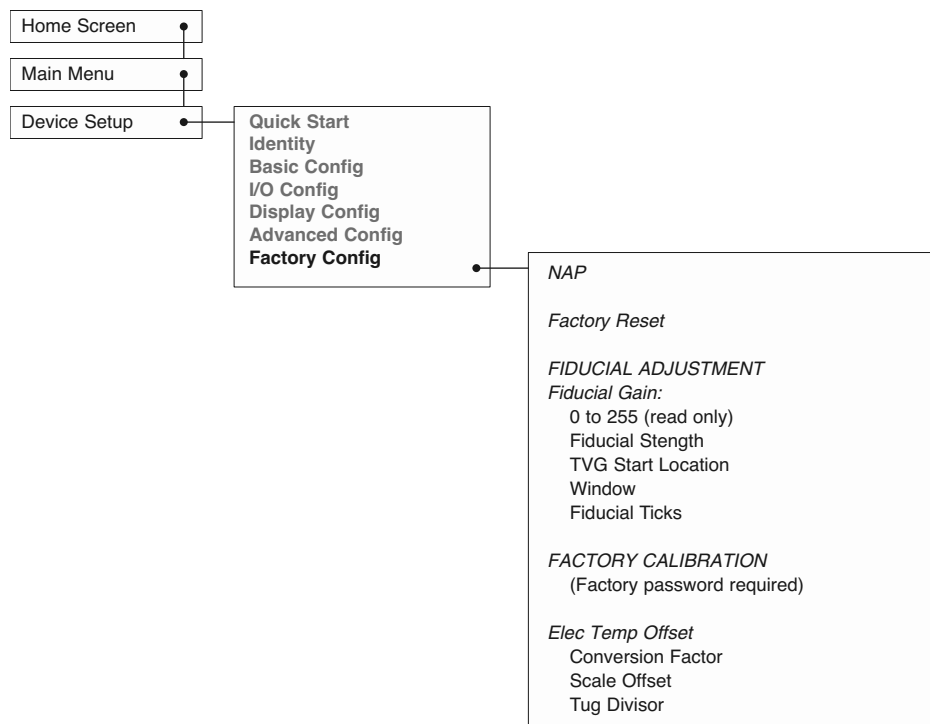 Home Screen
Main Menu
Device Setup
Quick Start
Identity
Basic Config
I/O Config
Display Config
Advanced Config
Factory Config
NAP
Factory Reset
FIDUCIAL ADJUSTMENT
Fiducial Gain:
0 to 255 (read only)
Fiducial Stength
TVG Start Location
Window
Fiducial Ticks
FACTORY CALIBRATION
(Factory password required)
Elec Temp Offset
Conversion Factor
Scale Offset
Tug Divisor